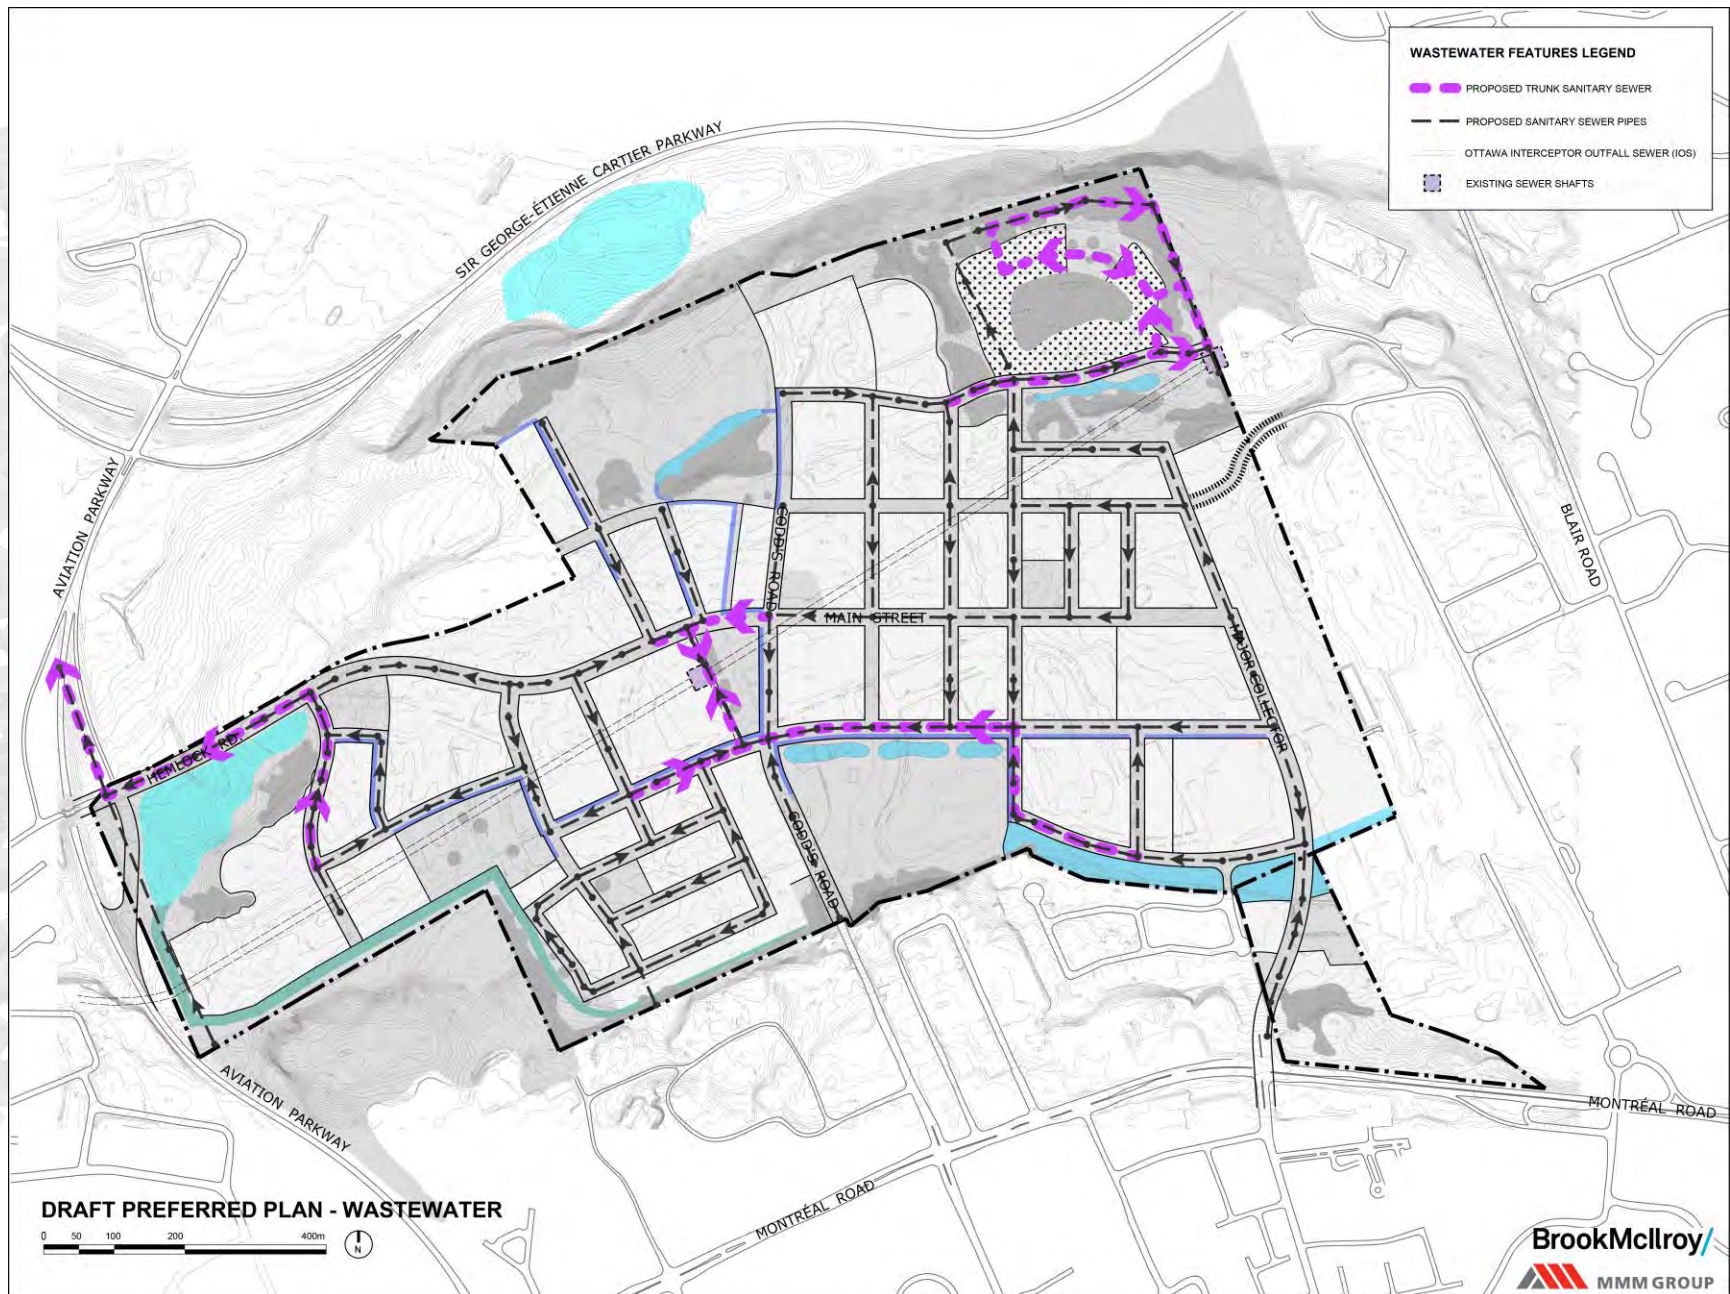 WASTEWATER FEATURES LEGEND
PROPOSED TRUNK SANITARY SEWER
PROPOSED SANITARY SEWER PIPES
OTTAWA INTERCEPTOR OUTFALL SEWER (IOS)
EXISTING SEWER SHAFTS
SIR GEORGE-ÉTIENNE CARTIER PARKWAY
AVIATION PARKWAY
BLAIR ROAD
CODD'S ROAD
MAIN STREET
MAJOR COLLECTOR
HEMLOCK RD.
CODD'S ROAD
AVIATION PARKWAY
MONTRÉAL ROAD
MONTRÉAL ROAD
DRAFT PREFERRED PLAN - WASTEWATER
0 50 100 200 400m
N
BrookMcIlroy/
MMM GROUP